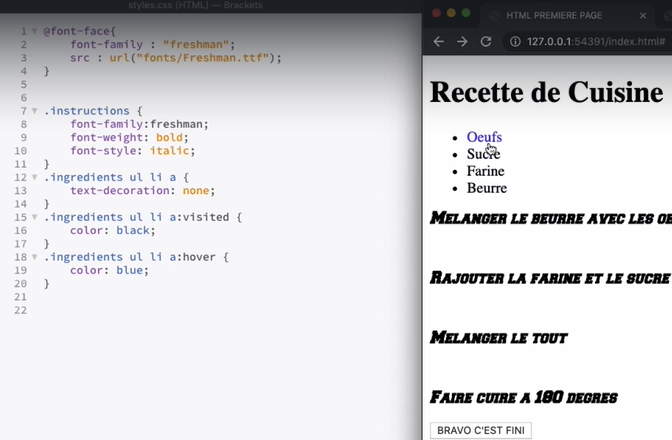 styles.css (HTML) — Brackets
1 @font-face{
2 font-family : "freshman";
3 src : url("fonts/Freshman.ttf");
4 }
5
6
7 .instructions {
8 font-family:freshman;
9 font-weight: bold;
10 font-style: italic;
11 }
12 .ingredients ul li a {
13 text-decoration: none;
14 }
15 .ingredients ul li a:visited {
16 color: black;
17 }
18 .ingredients ul li a:hover {
19 color: blue;
20 }
21
22
HTML PREMIERE PAGE
127.0.0.1:54391/index.html#
Recette de Cuisine
• Oeufs
• Sucre
• Farine
• Beurre
MELANGER LE BEURRE AVEC LES OE
RAJOUTER LA FARINE ET LE SUCRE
MELANGER LE TOUT
FAIRE CUIRE A 180 DEGRES
BRAVO C'EST FINI